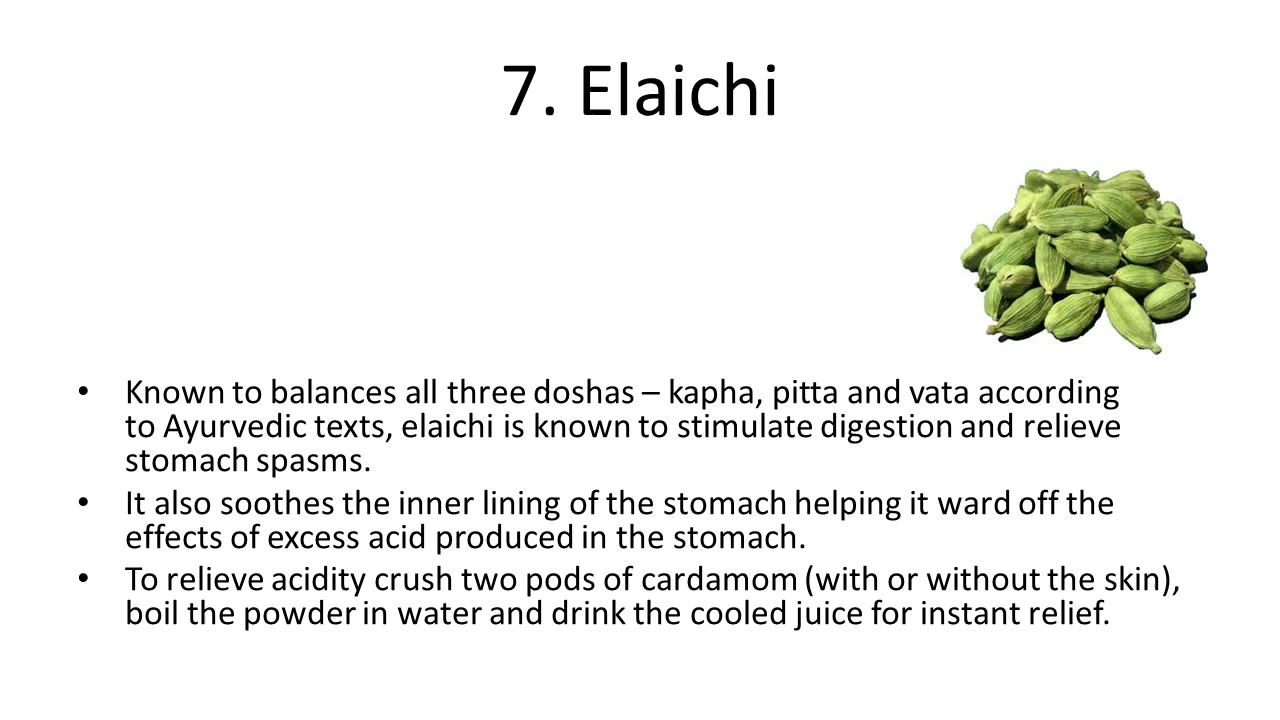 7. Elaichi
• Known to balances all three doshas – kapha, pitta and vata according
to Ayurvedic texts, elaichi is known to stimulate digestion and relieve
stomach spasms.
• It also soothes the inner lining of the stomach helping it ward off the
effects of excess acid produced in the stomach.
• To relieve acidity crush two pods of cardamom (with or without the skin),
boil the powder in water and drink the cooled juice for instant relief.